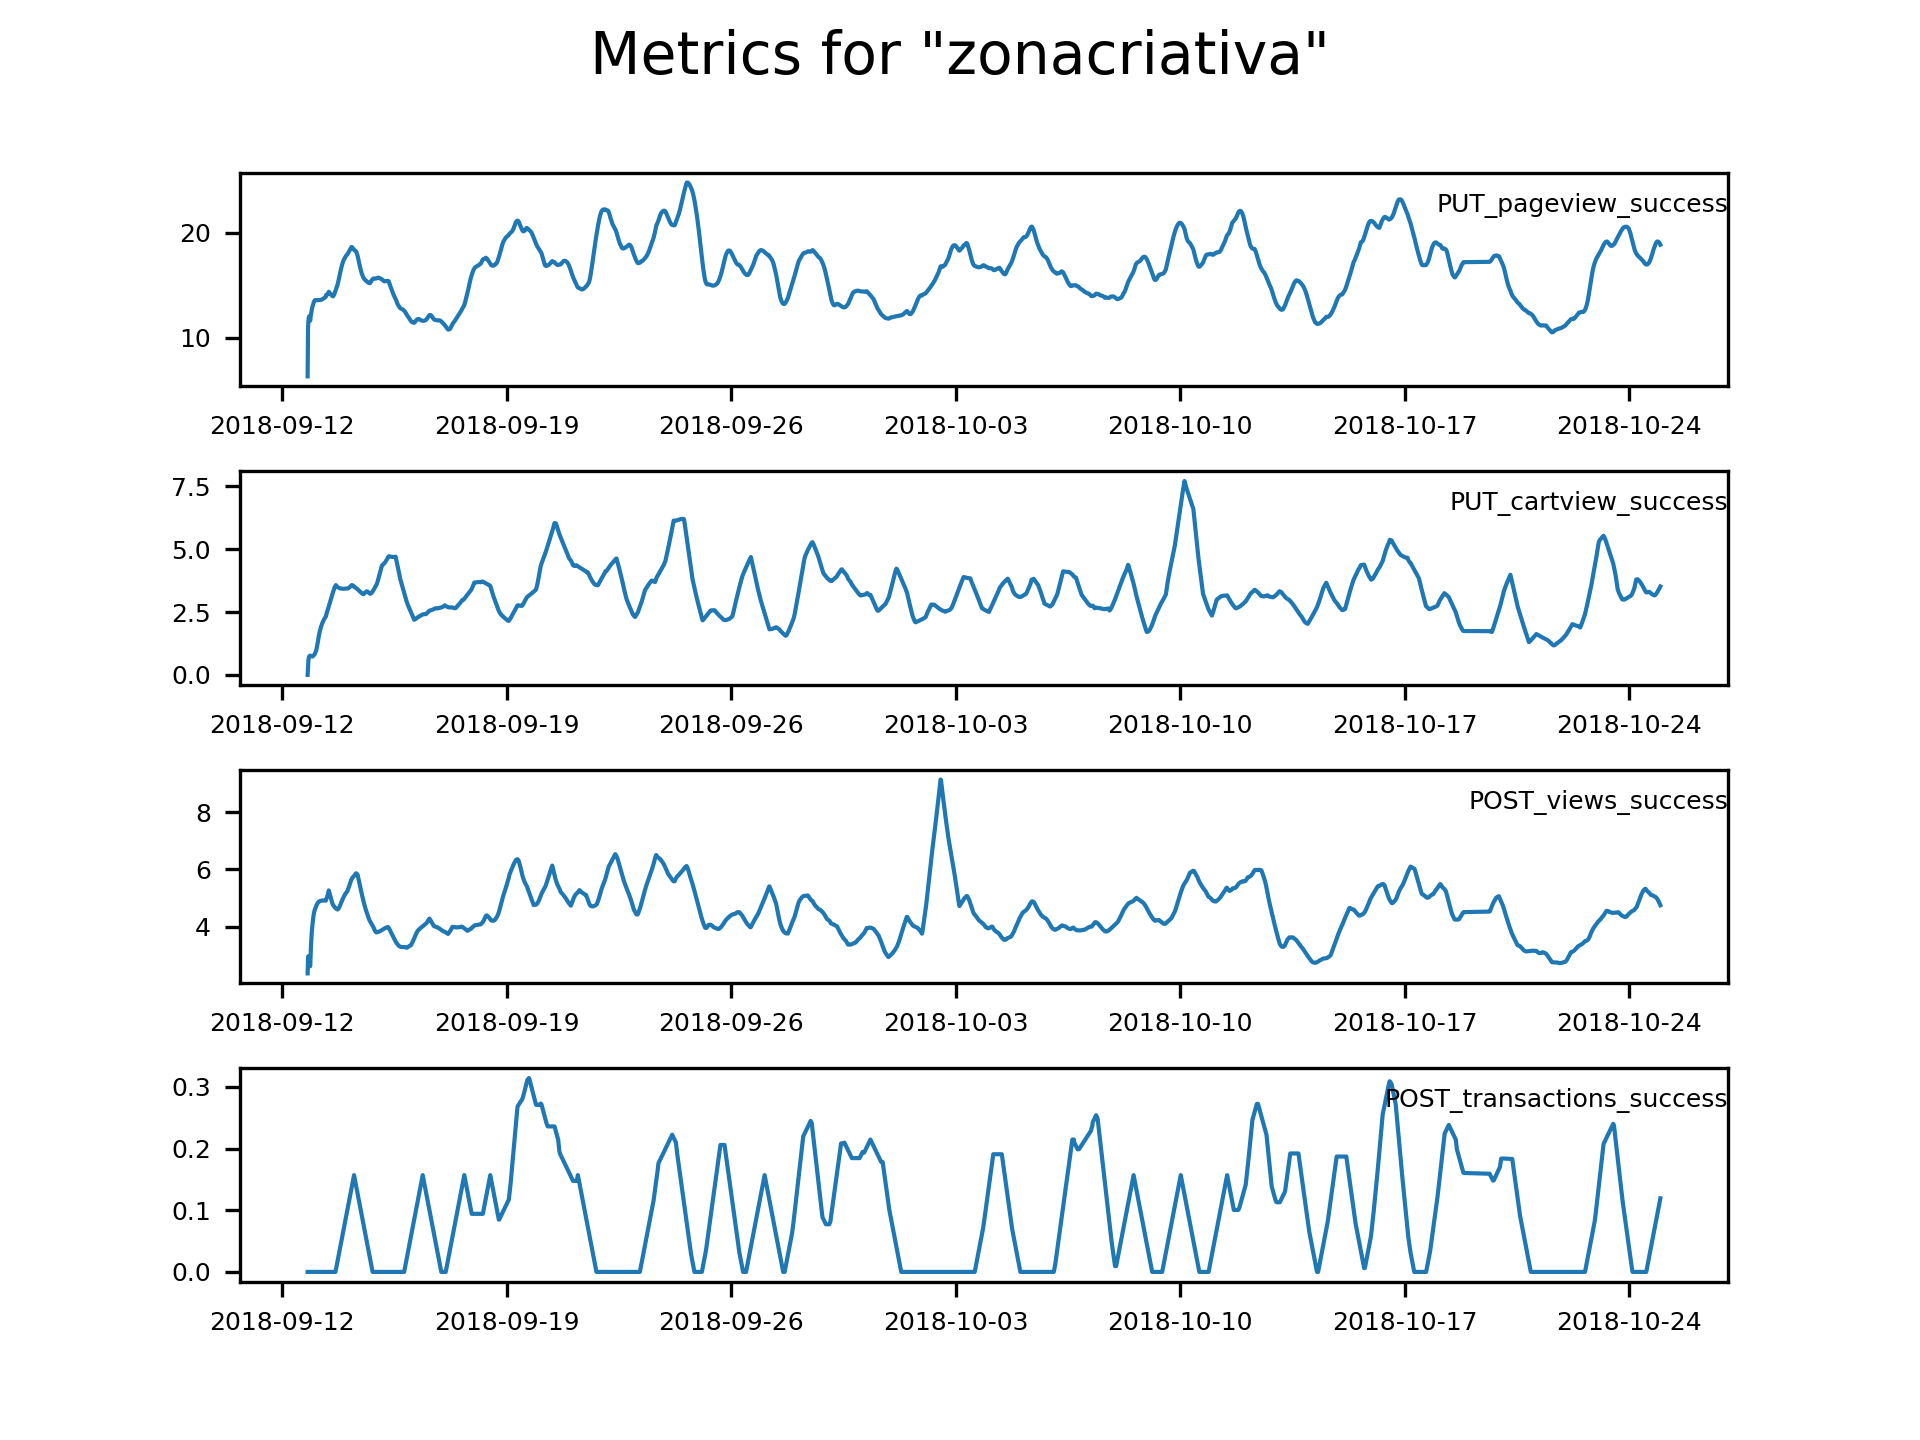 Metrics for "zonacriativa"
PUT_pageview_success
20
10
2018-09-12 2018-09-19 2018-09-26 2018-10-03 2018-10-10 2018-10-17 2018-10-24
PUT_cartview_success
7.5
5.0
2.5
0.0
2018-09-12 2018-09-19 2018-09-26 2018-10-03 2018-10-10 2018-10-17 2018-10-24
POST_views_success
8
6
4
2018-09-12 2018-09-19 2018-09-26 2018-10-03 2018-10-10 2018-10-17 2018-10-24
POST_transactions_success
0.3
0.2
0.1
0.0
2018-09-12 2018-09-19 2018-09-26 2018-10-03 2018-10-10 2018-10-17 2018-10-24